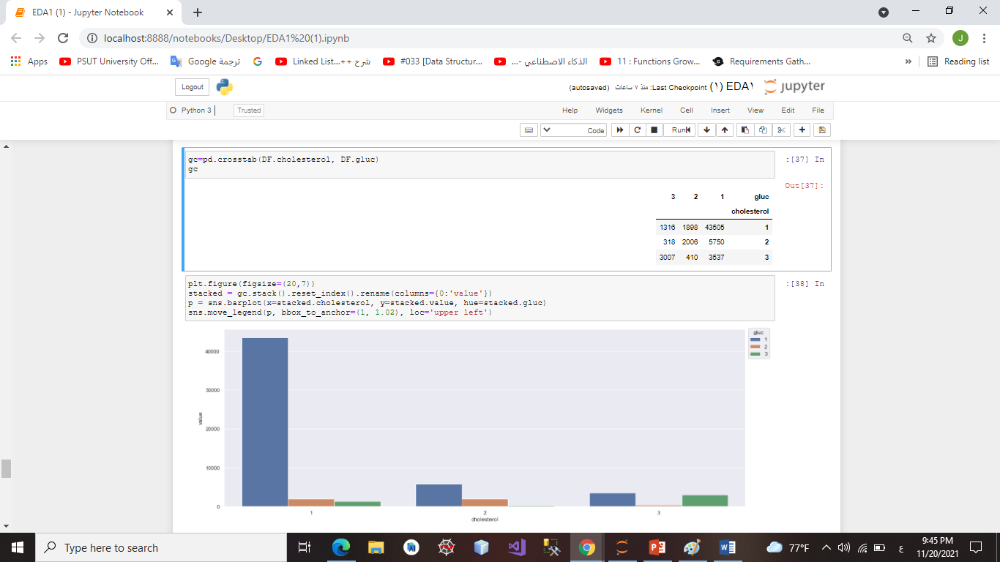 EDA1 (1) - Jupyter Notebook
localhost:8888/notebooks/Desktop/EDA1%20(1).ipynb
J
Apps
PSUT University Off...
ترجمة Google
Linked List...++ شرح
#033 [Data Structur...
الذكاء الاصطناعي -...
11 : Functions Grow...
Requirements Gath...
»
Reading list
Logout
(autosaved) منذ ٧ ساعات :Last Checkpoint (١) EDA١ jupyter
Python 3
Trusted
Help Widgets Kernel Cell Insert View Edit File
Code
Run
gc=pd.crosstab(DF.cholesterol, DF.gluc)
gc
:[37] In
Out[37]:
3 2 1 gluc
cholesterol
1316 1898 43505 1
318 2006 5750 2
3007 410 3537 3
plt.figure(figsize=(20,7))
stacked = gc.stack().reset_index().rename(columns={0:'value'})
p = sns.barplot(x=stacked.cholesterol, y=stacked.value, hue=stacked.gluc)
sns.move_legend(p, bbox_to_anchor=(1, 1.02), loc='upper left')
:[38] In
gluc
1
2
3
40000
30000
20000
10000
0
value
1 2 3
cholesterol
Type here to search
77°F
ع
9:45 PM
11/20/2021